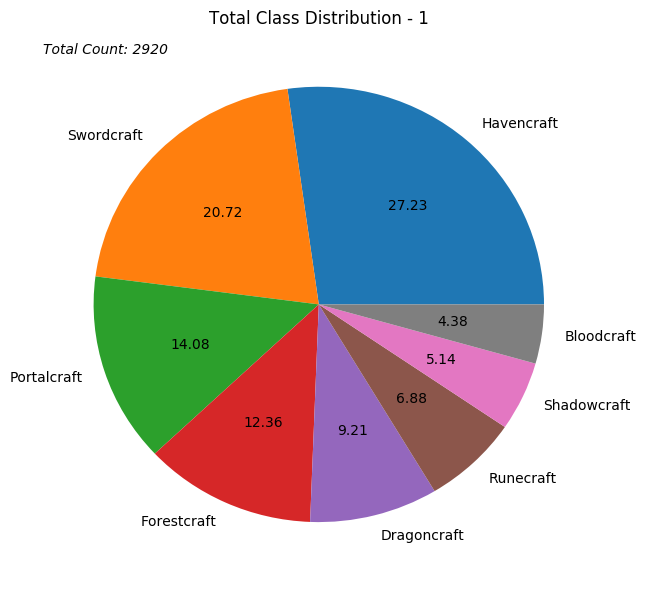 Total Class Distribution - 1
Total Count: 2920
Havencraft
Swordcraft
27.23
20.72
4.38
Bloodcraft
14.08
5.14
Portalcraft
6.88
Shadowcraft
12.36
9.21
Runecraft
Forestcraft
Dragoncraft